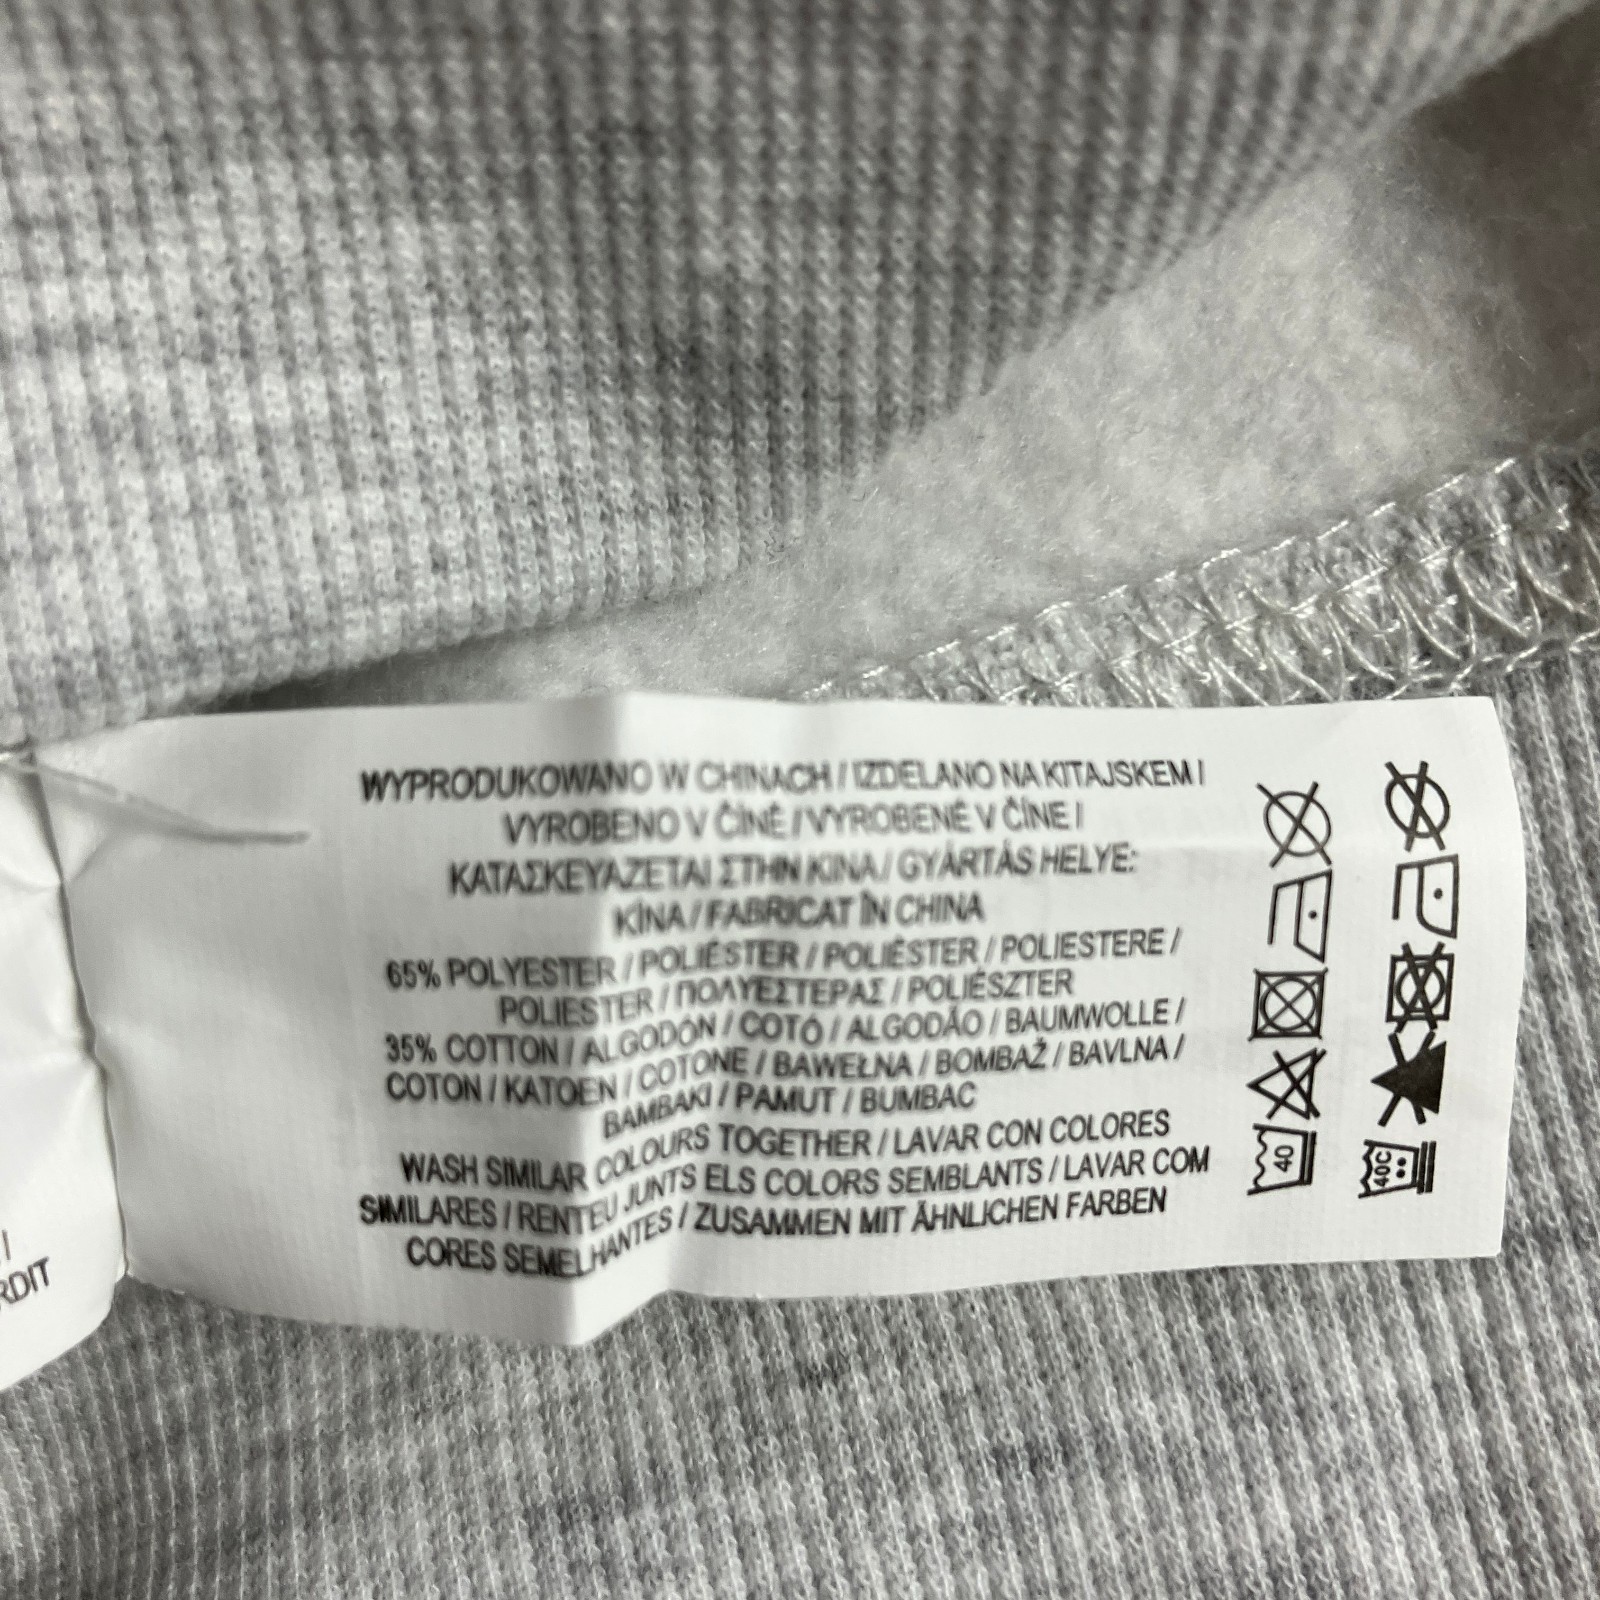 WYPRODUKOWANO W CHINACH / IZDELANO NA KITAJSKEM /
VYROBENO V ČÍNĚ / VYROBENÉ V ČÍNE /
ΚΑΤΑΣΚΕΥΑΖΕΤΑΙ ΣΤΗΝ ΚΙΝΑ / GYÁRTÁS HELYE:
KÍNA / FABRICAT ÎN CHINA
65% POLYESTER / POLIÉSTER / POLIÈSTER / POLIESTERE /
POLIESTER / ΠΟΛΥΕΣΤΕΡΑΣ / POLIÉSZTER
35% COTTON / ALGODÓN / COTÓ / ALGODÃO / BAUMWOLLE /
COTON / KATOEN / COTONE / BAWEŁNA / BOMBAŽ / BAVLNA /
BAMBAKI / PAMUT / BUMBAC
WASH SIMILAR COLOURS TOGETHER / LAVAR CON COLORES
SIMILARES / RENTEU JUNTS ELS COLORS SEMBLANTS / LAVAR COM
CORES SEMELHANTES / ZUSAMMEN MIT ÄHNLICHEN FARBEN
40
40C